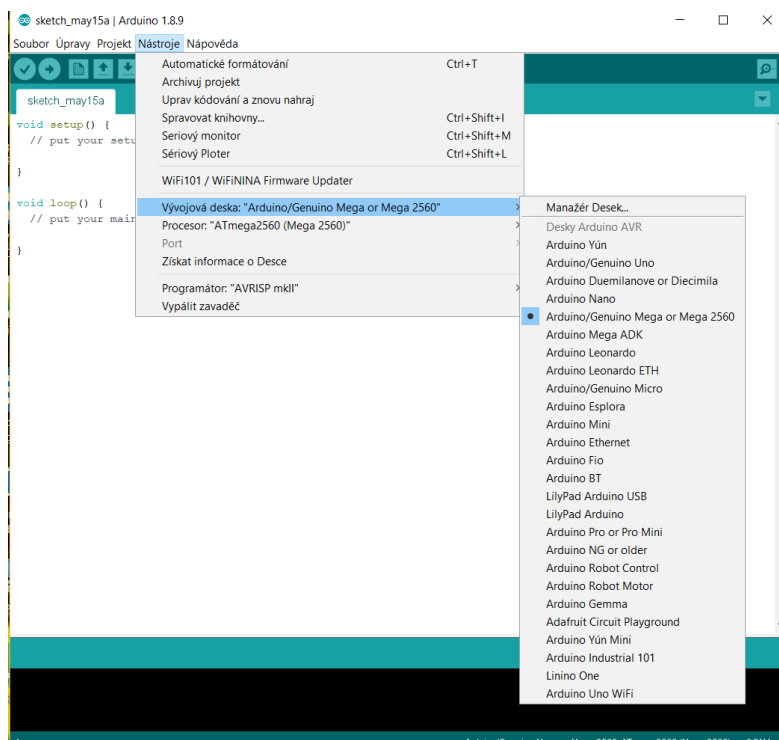 sketch_may15a | Arduino 1.8.9
Soubor Úpravy Projekt Nástroje Nápověda
sketch_may15a
void setup() {
// put your setu
}
void loop() {
// put your mair
}
Automatické formátování Ctrl+T
Archivuj projekt
Uprav kódování a znovu nahraj
Spravovat knihovny... Ctrl+Shift+I
Seriový monitor Ctrl+Shift+M
Sériový Ploter Ctrl+Shift+L
WiFi101 / WiFiNINA Firmware Updater
Vývojová deska: "Arduino/Genuino Mega or Mega 2560"
Procesor: "ATmega2560 (Mega 2560)"
Port
Získat informace o Desce
Programátor: "AVRISP mkII"
Vypálit zavaděč
Manažér Desek...
Desky Arduino AVR
Arduino Yún
Arduino/Genuino Uno
Arduino Duemilanove or Diecimila
Arduino Nano
Arduino/Genuino Mega or Mega 2560
Arduino Mega ADK
Arduino Leonardo
Arduino Leonardo ETH
Arduino/Genuino Micro
Arduino Esplora
Arduino Mini
Arduino Ethernet
Arduino Fio
Arduino BT
LilyPad Arduino USB
LilyPad Arduino
Arduino Pro or Pro Mini
Arduino NG or older
Arduino Robot Control
Arduino Robot Motor
Arduino Gemma
Adafruit Circuit Playground
Arduino Yún Mini
Arduino Industrial 101
Linino One
Arduino Uno WiFi